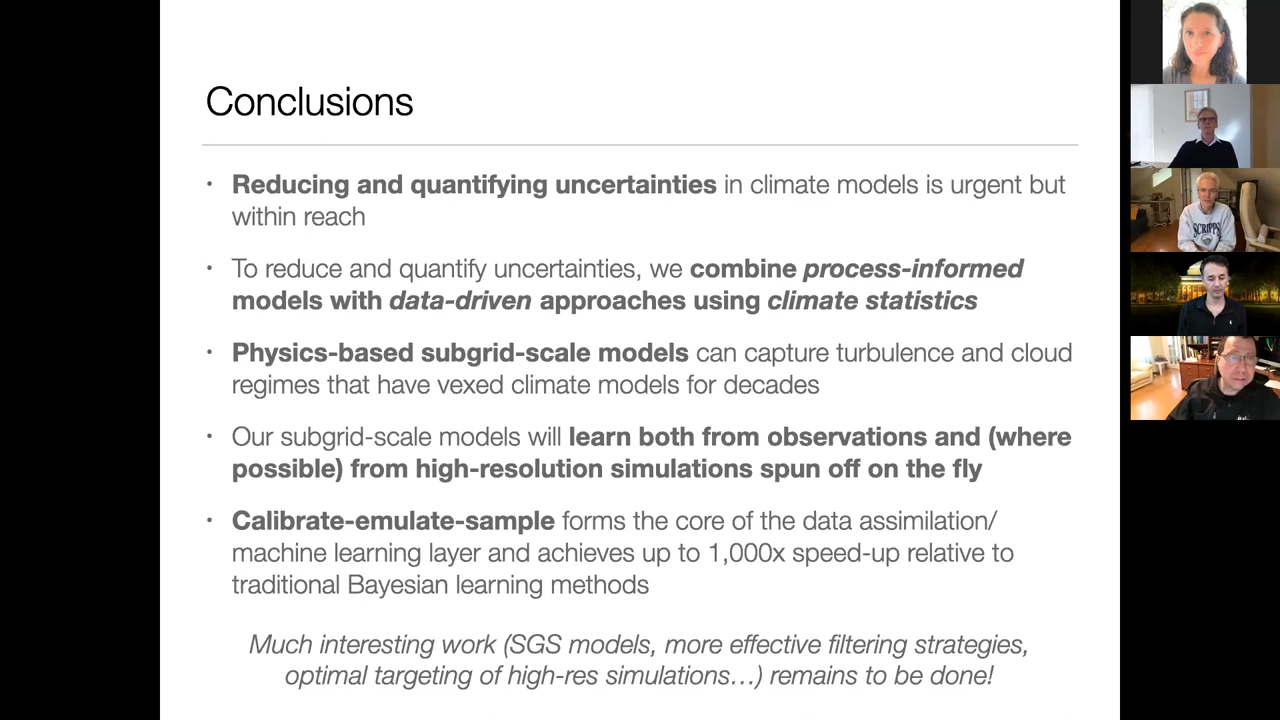 Conclusions
• Reducing and quantifying uncertainties in climate models is urgent but
within reach
• To reduce and quantify uncertainties, we combine process-informed
models with data-driven approaches using climate statistics
• Physics-based subgrid-scale models can capture turbulence and cloud
regimes that have vexed climate models for decades
• Our subgrid-scale models will learn both from observations and (where
possible) from high-resolution simulations spun off on the fly
• Calibrate-emulate-sample forms the core of the data assimilation/
machine learning layer and achieves up to 1,000x speed-up relative to
traditional Bayesian learning methods
Much interesting work (SGS models, more effective filtering strategies,
optimal targeting of high-res simulations…) remains to be done!
SCRIPPS